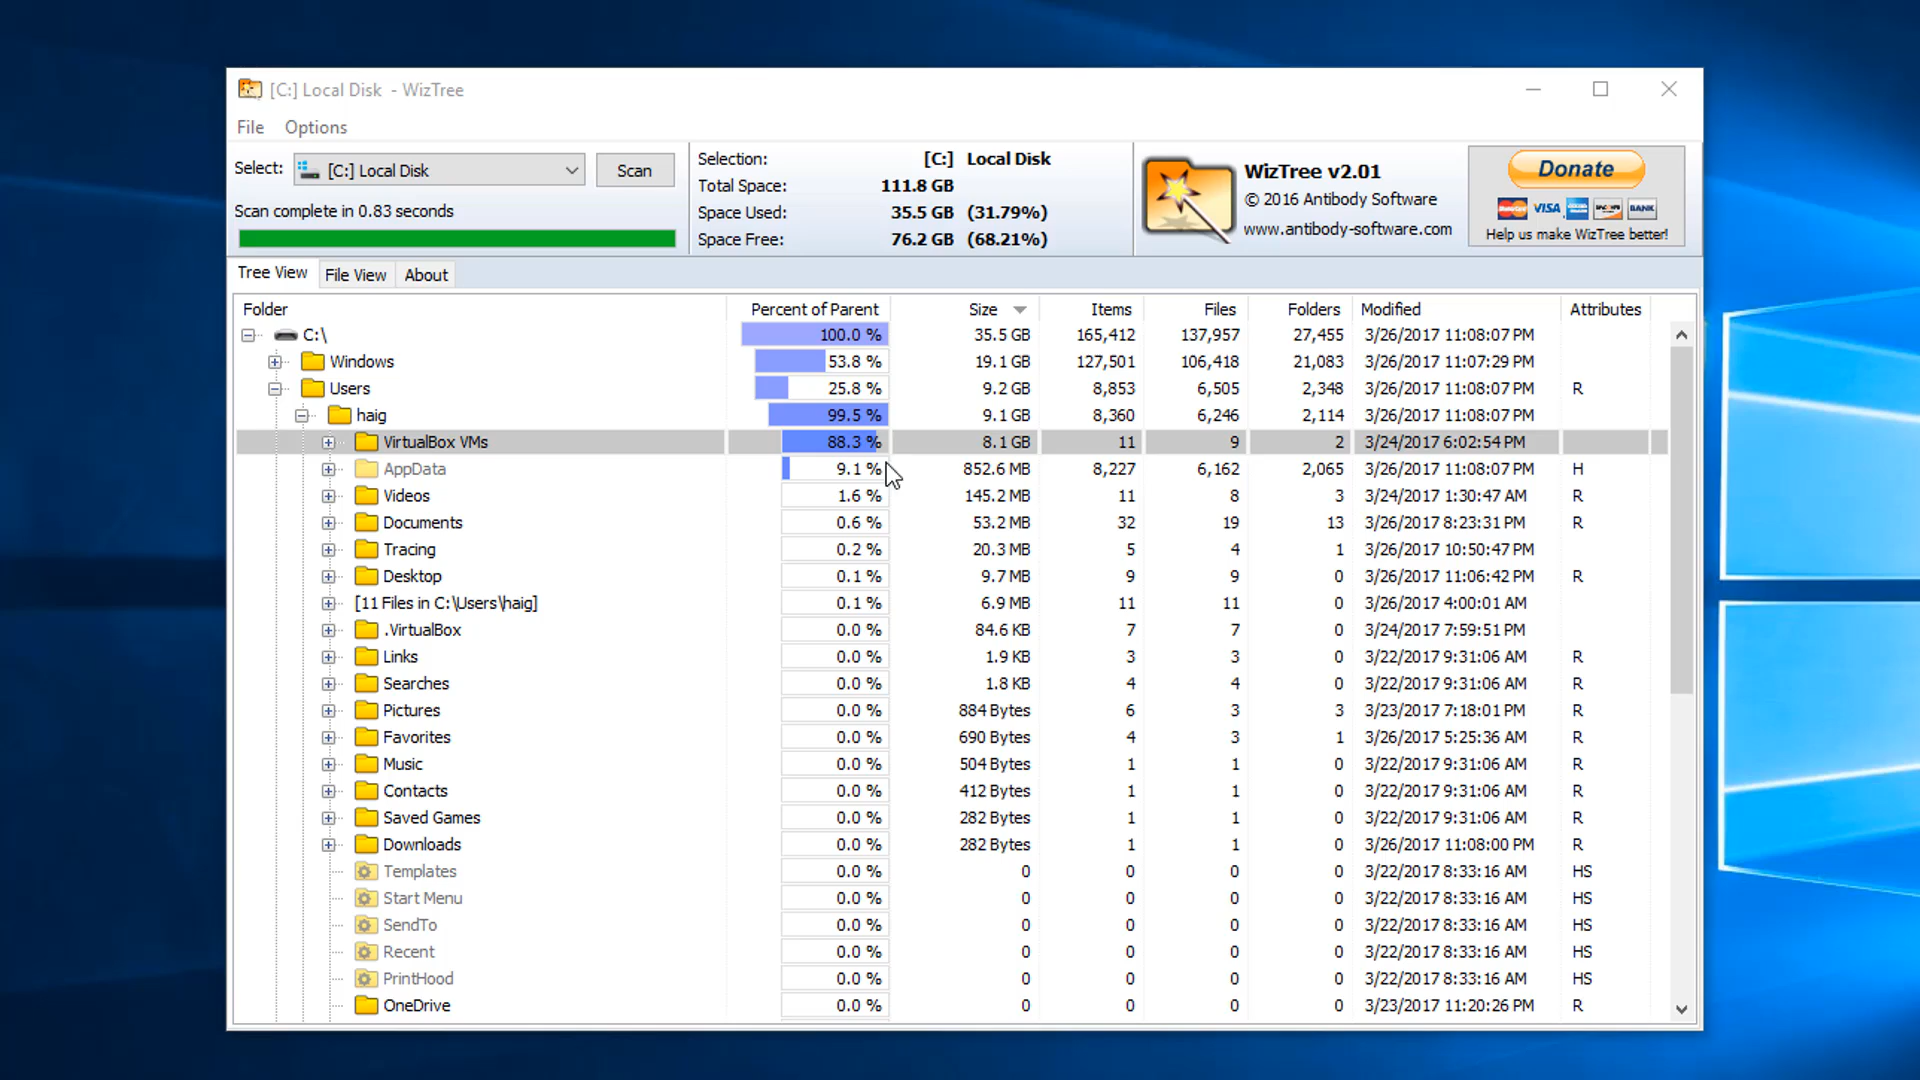 [C:] Local Disk - WizTree
File Options
Select: [C:] Local Disk Scan
Scan complete in 0.83 seconds
Selection: [C:] Local Disk
Total Space: 111.8 GB
Space Used: 35.5 GB (31.79%)
Space Free: 76.2 GB (68.21%)
WizTree v2.01
© 2016 Antibody Software
www.antibody-software.com
Donate
VISA BANK
Help us make WizTree better!
Tree View File View About
Folder Percent of Parent Size Items Files Folders Modified Attributes
C:\ 100.0 % 35.5 GB 165,412 137,957 27,455 3/26/2017 11:08:07 PM
Windows 53.8 % 19.1 GB 127,501 106,418 21,083 3/26/2017 11:07:29 PM
Users 25.8 % 9.2 GB 8,853 6,505 2,348 3/26/2017 11:08:07 PM R
haig 99.5 % 9.1 GB 8,360 6,246 2,114 3/26/2017 11:08:07 PM
VirtualBox VMs 88.3 % 8.1 GB 11 9 2 3/24/2017 6:02:54 PM
AppData 9.1 % 852.6 MB 8,227 6,162 2,065 3/26/2017 11:08:07 PM H
Videos 1.6 % 145.2 MB 11 8 3 3/24/2017 1:30:47 AM R
Documents 0.6 % 53.2 MB 32 19 13 3/26/2017 8:23:31 PM R
Tracing 0.2 % 20.3 MB 5 4 1 3/26/2017 10:50:47 PM
Desktop 0.1 % 9.7 MB 9 9 0 3/26/2017 11:06:42 PM R
[11 Files in C:\Users\haig] 0.1 % 6.9 MB 11 11 0 3/26/2017 4:00:01 AM
.VirtualBox 0.0 % 84.6 KB 7 7 0 3/24/2017 7:59:51 PM
Links 0.0 % 1.9 KB 3 3 0 3/22/2017 9:31:06 AM R
Searches 0.0 % 1.8 KB 4 4 0 3/22/2017 9:31:06 AM R
Pictures 0.0 % 884 Bytes 6 3 3 3/23/2017 7:18:01 PM R
Favorites 0.0 % 690 Bytes 4 3 1 3/26/2017 5:25:36 AM R
Music 0.0 % 504 Bytes 1 1 0 3/22/2017 9:31:06 AM R
Contacts 0.0 % 412 Bytes 1 1 0 3/22/2017 9:31:06 AM R
Saved Games 0.0 % 282 Bytes 1 1 0 3/22/2017 9:31:06 AM R
Downloads 0.0 % 282 Bytes 1 1 0 3/26/2017 11:08:00 PM R
Templates 0.0 % 0 0 0 0 3/22/2017 8:33:16 AM HS
Start Menu 0.0 % 0 0 0 0 3/22/2017 8:33:16 AM HS
SendTo 0.0 % 0 0 0 0 3/22/2017 8:33:16 AM HS
Recent 0.0 % 0 0 0 0 3/22/2017 8:33:16 AM HS
PrintHood 0.0 % 0 0 0 0 3/22/2017 8:33:16 AM HS
OneDrive 0.0 % 0 0 0 0 3/23/2017 11:20:26 PM R